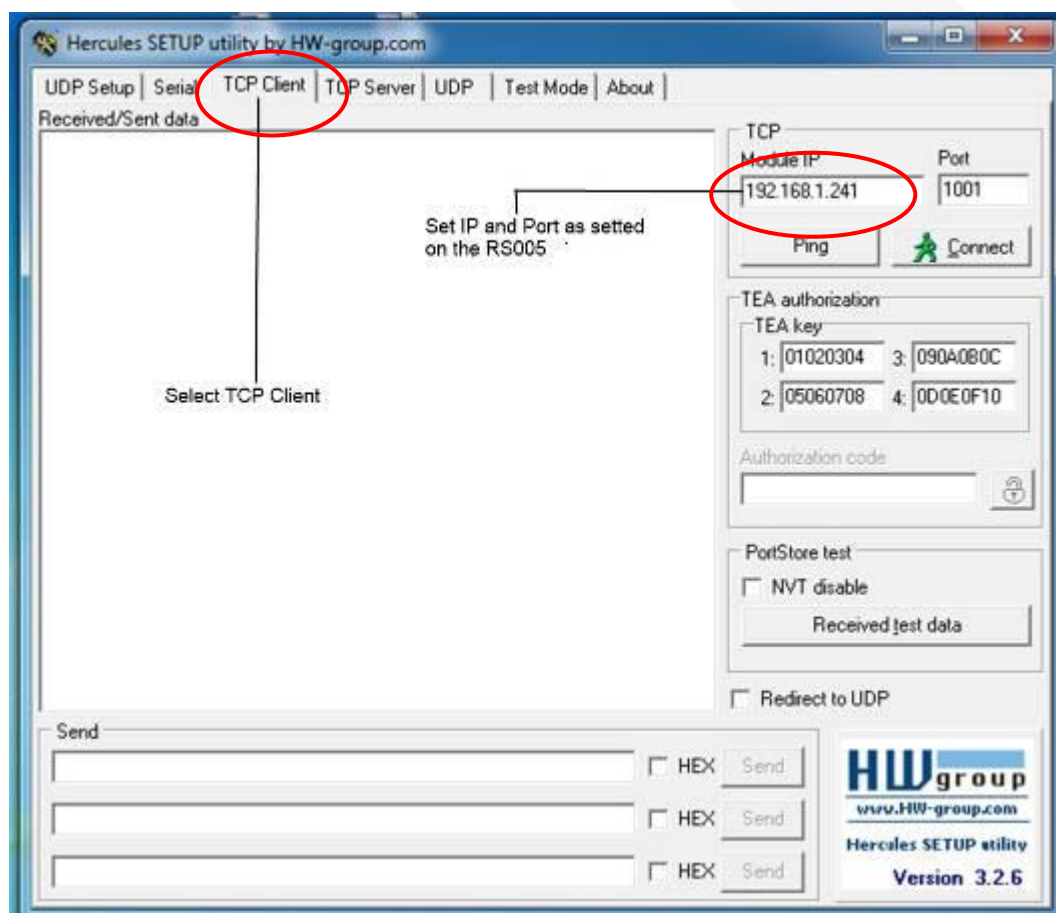 Hercules SETUP utility by HW-group.com
UDP Setup Serial TCP Client TCP Server UDP Test Mode About
Received/Sent data
TCP
Module IP Port
192.168.1.241 1001
Ping Connect
Set IP and Port as setted
on the RS005
TEA authorization
TEA key
1: 01020304 3: 090A0B0C
2: 05060708 4: 0D0E0F10
Select TCP Client
Authorization code
PortStore test
NVT disable
Received test data
Redirect to UDP
Send
HEX Send
HEX Send
HEX Send
HW group
www.HW-group.com
Hercules SETUP utility
Version 3.2.6